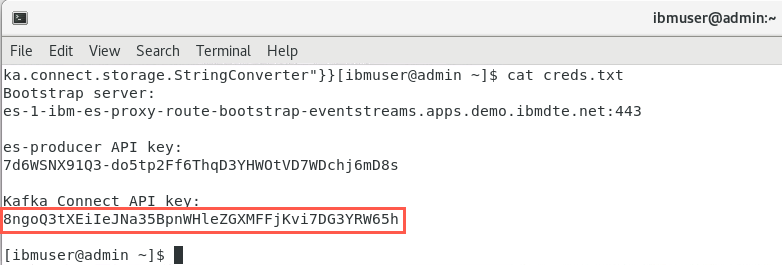 ibmuser@admin:~
File Edit View Search Terminal Help
ka.connect.storage.StringConverter"}}[ibmuser@admin ~]$ cat creds.txt
Bootstrap server:
es-1-ibm-es-proxy-route-bootstrap-eventstreams.apps.demo.ibmdte.net:443
es-producer API key:
7d6WSNX91Q3-do5tp2Ff6ThqD3YHWOtVD7WDchj6mD8s
Kafka Connect API key:
8ngoQ3tXEiIeJNa35BpnWHleZGXMFFjKvi7DG3YRW65h
[ibmuser@admin ~]$